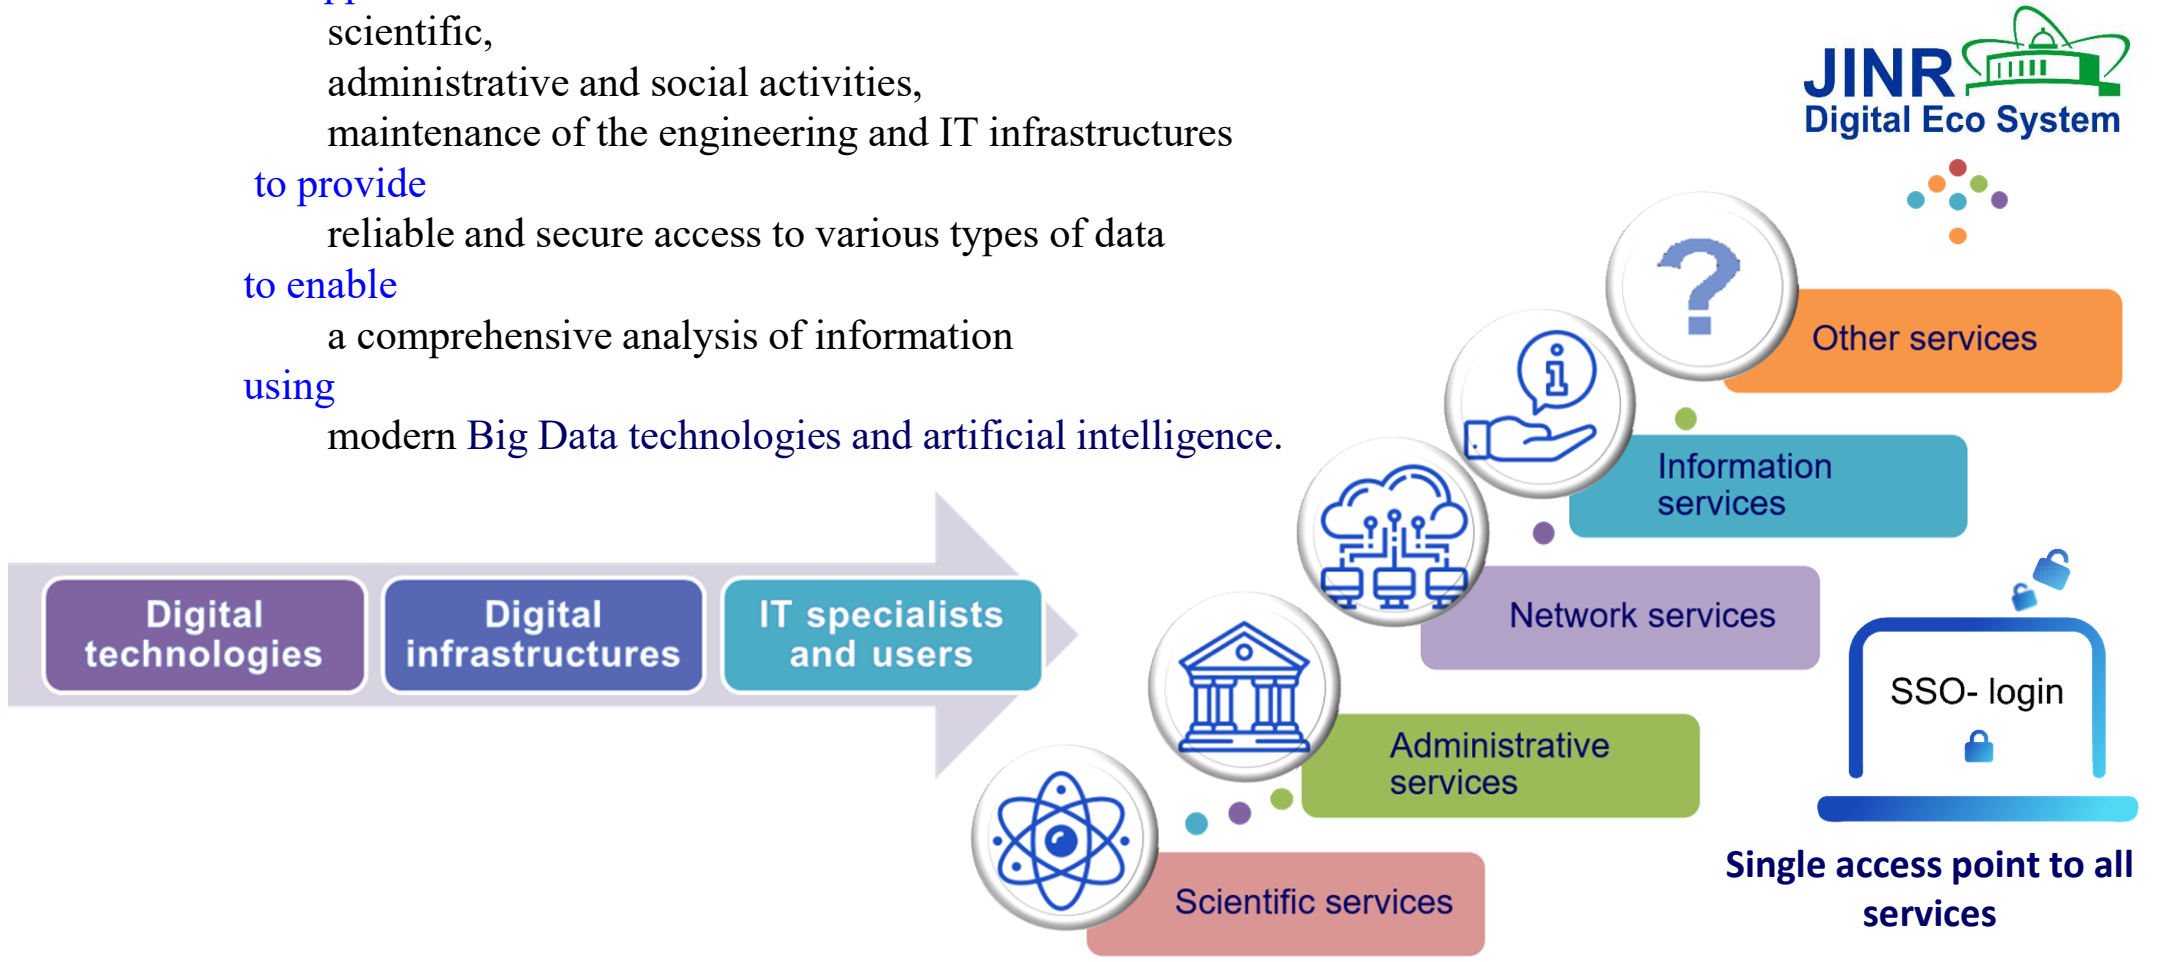 scientific,
administrative and social activities,
maintenance of the engineering and IT infrastructures
to provide
reliable and secure access to various types of data
to enable
a comprehensive analysis of information
using
modern Big Data technologies and artificial intelligence.
JINR
Digital Eco System
?
Other services
Information
services
Network services
Administrative
services
Scientific services
Digital
technologies
Digital
infrastructures
IT specialists
and users
SSO- login
Single access point to all
services